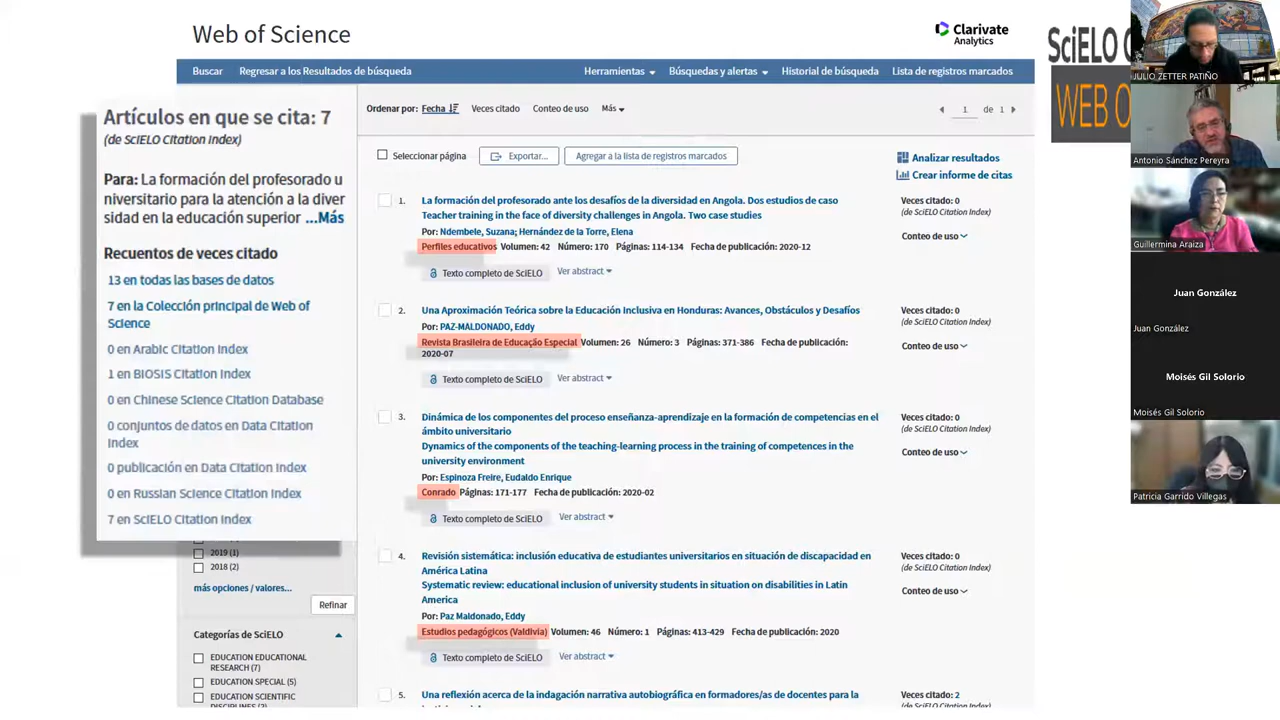 Web of Science
Clarivate
Analytics
Buscar
Regresar a los Resultados de búsqueda
Herramientas
Búsquedas y alertas
Historial de búsqueda
Lista de registros marcados
Artículos en que se cita: 7
(de SciELO Citation Index)
Para: La formación del profesorado u
niversitario para la atención a la diver
sidad en la educación superior ...Más
Recuentos de veces citado
13 en todas las bases de datos
7 en la Colección principal de Web of
Science
0 en Arabic Citation Index
1 en BIOSIS Citation Index
0 en Chinese Science Citation Database
0 conjuntos de datos en Data Citation
Index
0 publicación en Data Citation Index
0 en Russian Science Citation Index
7 en SciELO Citation Index
2019 (1)
2018 (2)
más opciones / valores...
Refinar
Categorías de SciELO
EDUCATION EDUCATIONAL
RESEARCH (7)
EDUCATION SPECIAL (5)
EDUCATION SCIENTIFIC
Ordenar por: Fecha
Veces citado
Conteo de uso
Más
1 de 1
Seleccionar página
Exportar...
Agregar a la lista de registros marcados
Analizar resultados
Crear informe de citas
1.
La formación del profesorado ante los desafíos de la diversidad en Angola. Dos estudios de caso
Teacher training in the face of diversity challenges in Angola. Two case studies
Por: Ndembele, Suzana; Hernández de la Torre, Elena
Perfiles educativos Volumen: 42 Número: 170 Páginas: 114-134 Fecha de publicación: 2020-12
Texto completo de SciELO
Ver abstract
Veces citado: 0
(de SciELO Citation Index)
Conteo de uso
2.
Una Aproximación Teórica sobre la Educación Inclusiva en Honduras: Avances, Obstáculos y Desafíos
Por: PAZ-MALDONADO, Eddy
Revista Brasileira de Educação Especial Volumen: 26 Número: 3 Páginas: 371-386 Fecha de publicación:
2020-07
Texto completo de SciELO
Ver abstract
Veces citado: 0
(de SciELO Citation Index)
Conteo de uso
3.
Dinámica de los componentes del proceso enseñanza-aprendizaje en la formación de competencias en el
ámbito universitario
Dynamics of the components of the teaching-learning process in the training of competences in the
university environment
Por: Espinoza Freire, Eudaldo Enrique
Conrado Páginas: 171-177 Fecha de publicación: 2020-02
Texto completo de SciELO
Ver abstract
Veces citado: 0
(de SciELO Citation Index)
Conteo de uso
4.
Revisión sistemática: inclusión educativa de estudiantes universitarios en situación de discapacidad en
América Latina
Systematic review: educational inclusion of university students in situation on disabilities in Latin
America
Por: Paz Maldonado, Eddy
Estudios pedagógicos (Valdivia) Volumen: 46 Número: 1 Páginas: 413-429 Fecha de publicación: 2020
Texto completo de SciELO
Ver abstract
Veces citado: 0
(de SciELO Citation Index)
Conteo de uso
5.
Una reflexión acerca de la indagación narrativa autobiográfica en formadores/as de docentes para la
Veces citado: 2
SciELO
WEB O
JULIO ZETTER PATIÑO
Antonio Sánchez Pereyra
Guillermina Araiza
Juan González
Juan González
Moisés Gil Solorio
Moisés Gil Solorio
Patricia Garrido Villegas